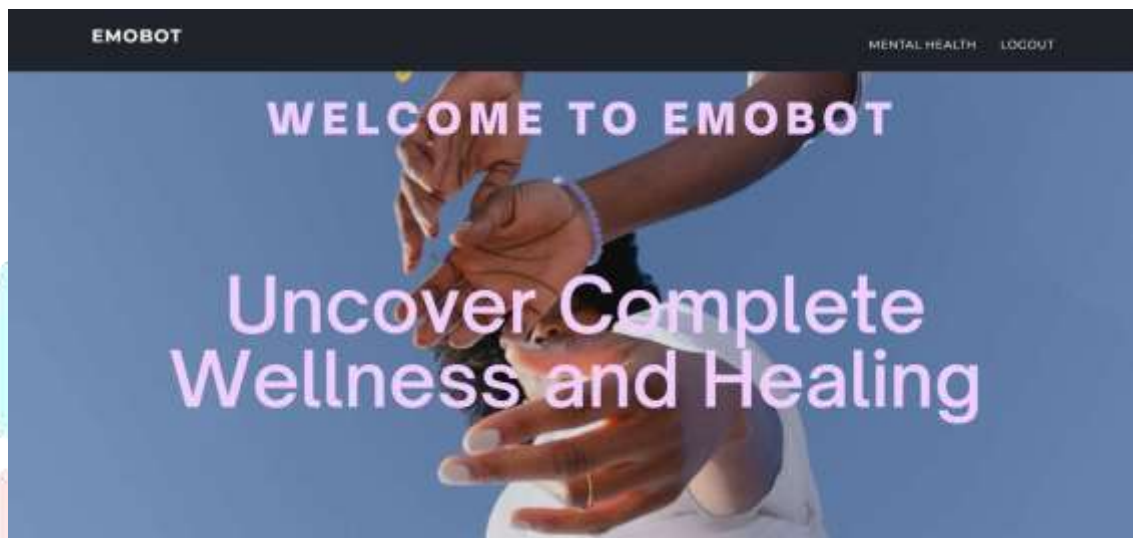 EMOBOT
MENTAL HEALTH LOGOUT
WELCOME TO EMOBOT
Uncover Complete
Wellness and Healing